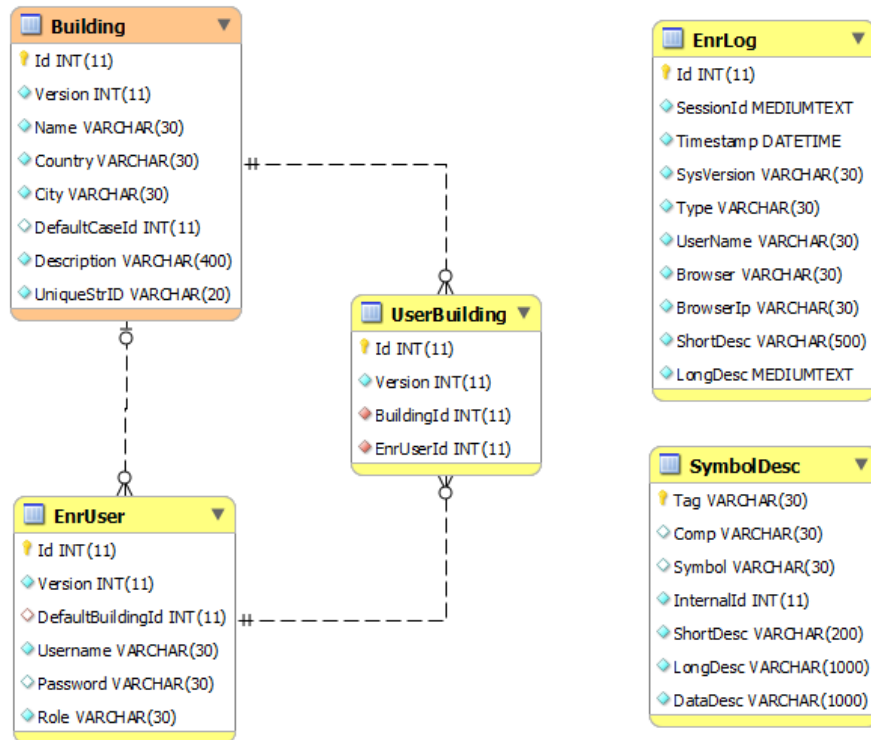 Building
Id INT(11)
Version INT(11)
Name VARCHAR(30)
Country VARCHAR(30)
City VARCHAR(30)
DefaultCaseId INT(11)
Description VARCHAR(400)
UniqueStrID VARCHAR(20)
EnrUser
Id INT(11)
Version INT(11)
DefaultBuildingId INT(11)
Username VARCHAR(30)
Password VARCHAR(30)
Role VARCHAR(30)
UserBuilding
Id INT(11)
Version INT(11)
BuildingId INT(11)
EnrUserId INT(11)
EnrLog
Id INT(11)
SessionId MEDIUMTEXT
Timestamp DATETIME
SysVersion VARCHAR(30)
Type VARCHAR(30)
UserName VARCHAR(30)
Browser VARCHAR(30)
BrowserIp VARCHAR(30)
ShortDesc VARCHAR(500)
LongDesc MEDIUMTEXT
SymbolDesc
Tag VARCHAR(30)
Comp VARCHAR(30)
Symbol VARCHAR(30)
InternalId INT(11)
ShortDesc VARCHAR(200)
LongDesc VARCHAR(1000)
DataDesc VARCHAR(1000)